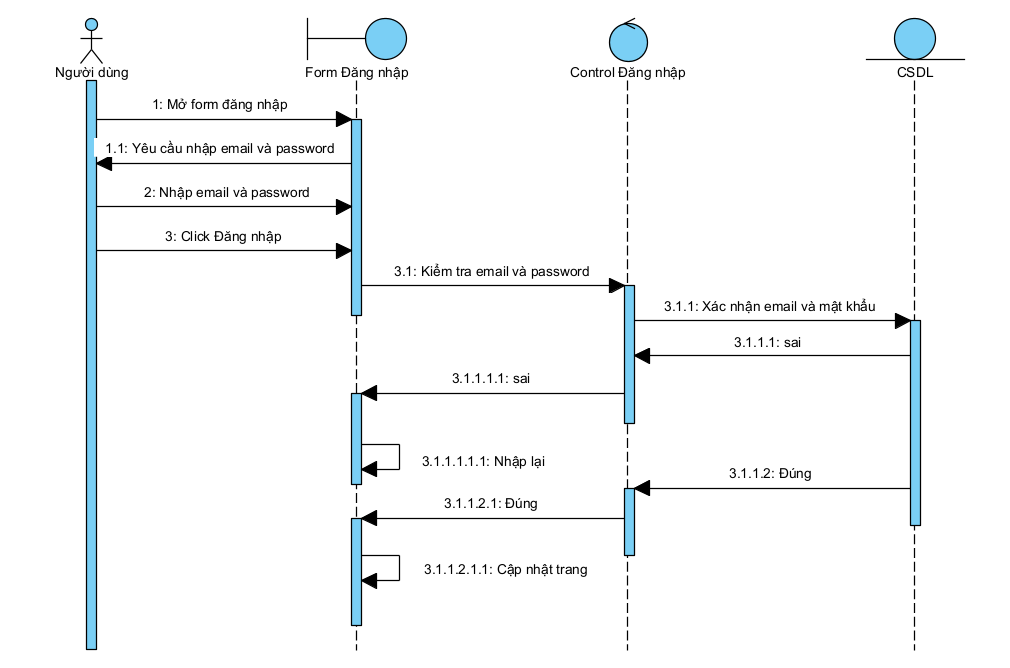 Người dùng
Form Đăng nhập
Control Đăng nhập
CSDL
1: Mở form đăng nhập
1.1: Yêu cầu nhập email và password
2: Nhập email và password
3: Click Đăng nhập
3.1: Kiểm tra email và password
3.1.1: Xác nhận email và mật khẩu
3.1.1.1: sai
3.1.1.1.1: sai
3.1.1.1.1.1: Nhập lại
3.1.1.2: Đúng
3.1.1.2.1: Đúng
3.1.1.2.1.1: Cập nhật trang